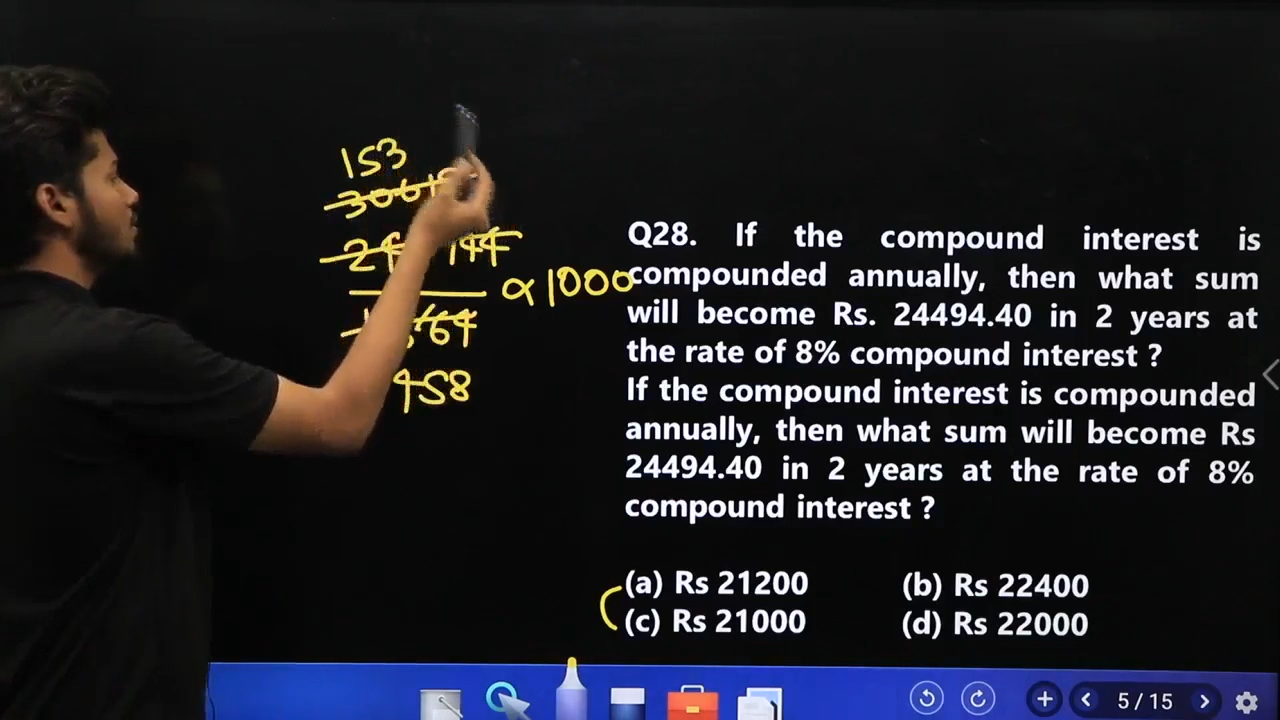 153
α1000
458
Q28. If the compound interest is
compounded annually, then what sum
will become Rs. 24494.40 in 2 years at
the rate of 8% compound interest ?
If the compound interest is compounded
annually, then what sum will become Rs
24494.40 in 2 years at the rate of 8%
compound interest ?
(a) Rs 21200 (b) Rs 22400
(c) Rs 21000 (d) Rs 22000
5 / 15